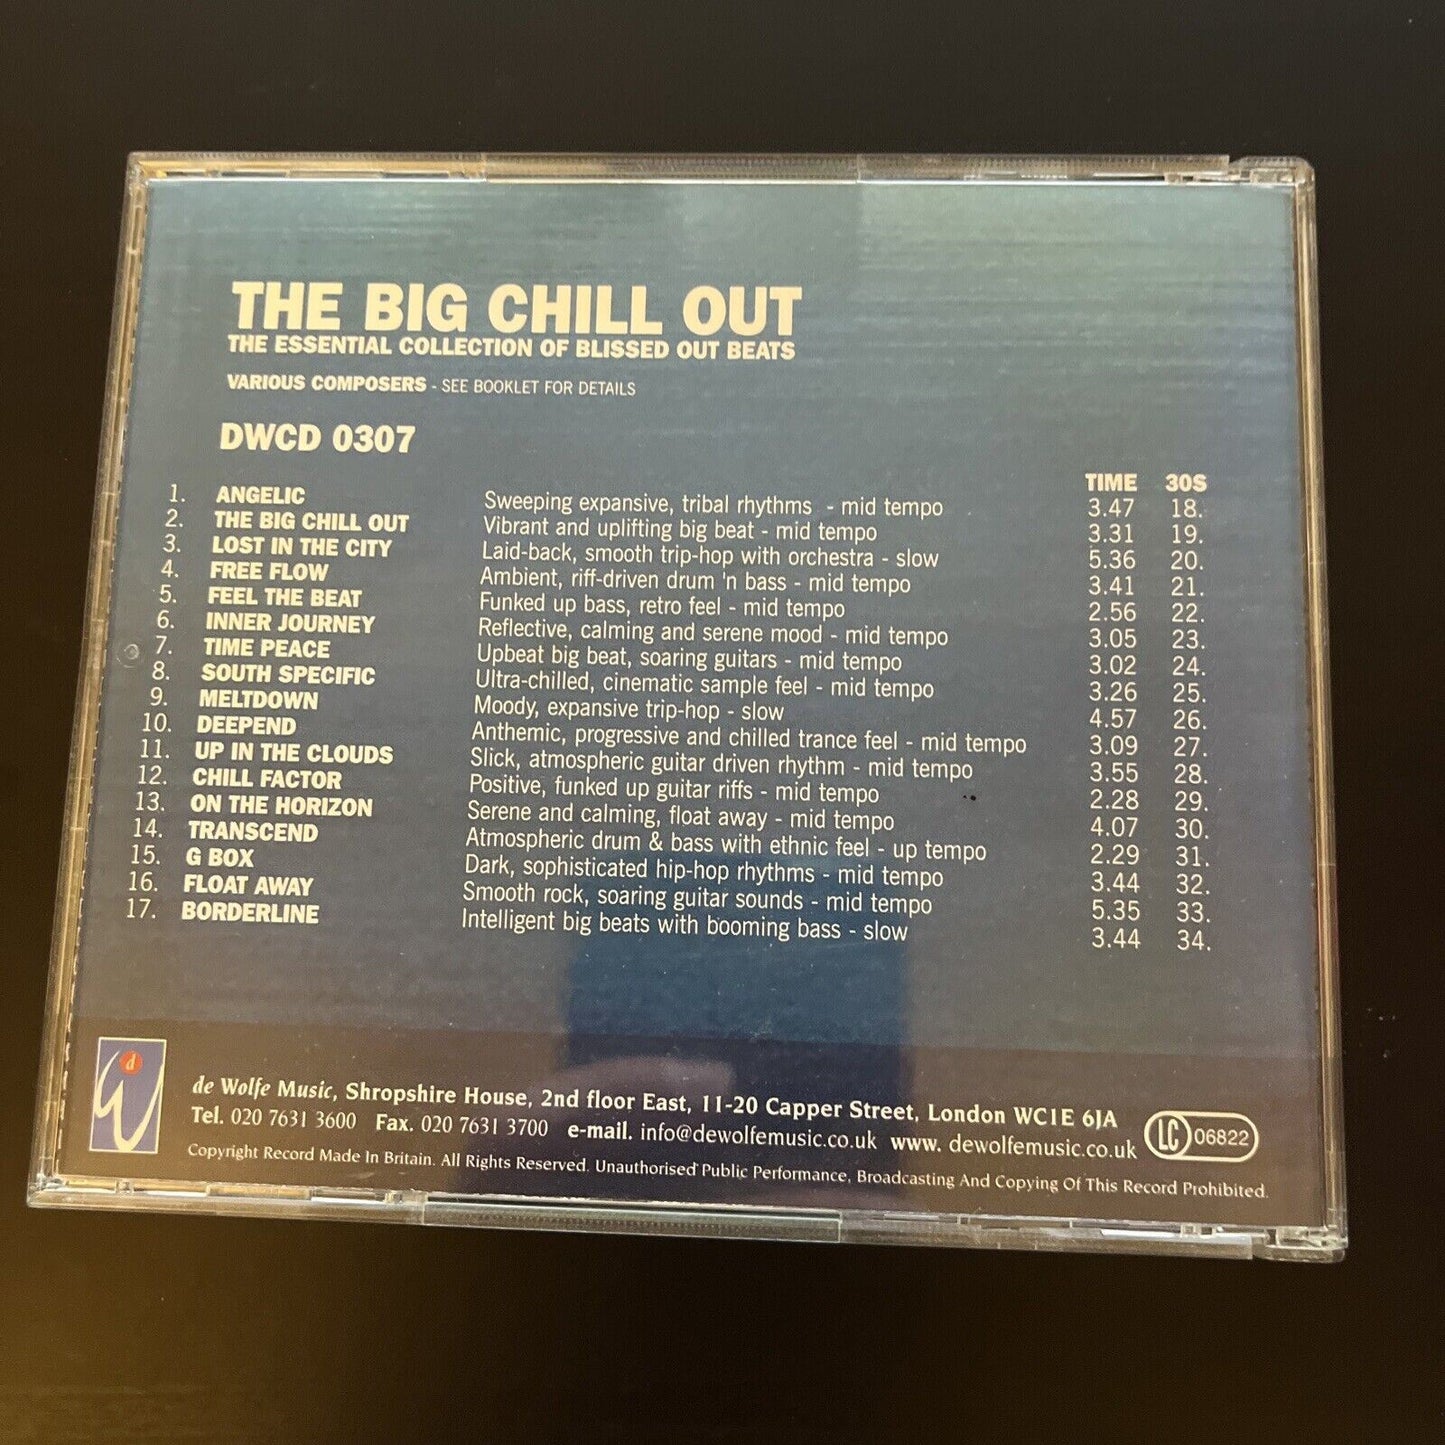 THE BIG CHILL OUT
THE ESSENTIAL COLLECTION OF BLISSED OUT BEATS
VARIOUS COMPOSERS - SEE BOOKLET FOR DETAILS
DWCD 0307
TIME 30S
1. ANGELIC Sweeping expansive, tribal rhythms - mid tempo 3.47 18.
2. THE BIG CHILL OUT Vibrant and uplifting big beat - mid tempo 3.31 19.
3. LOST IN THE CITY Laid-back, smooth trip-hop with orchestra - slow 5.36 20.
4. FREE FLOW Ambient, riff-driven drum 'n bass - mid tempo 3.41 21.
5. FEEL THE BEAT Funked up bass, retro feel - mid tempo 2.56 22.
6. INNER JOURNEY Reflective, calming and serene mood - mid tempo 3.05 23.
7. TIME PEACE Upbeat big beat, soaring guitars - mid tempo 3.02 24.
8. SOUTH SPECIFIC Ultra-chilled, cinematic sample feel - mid tempo 3.26 25.
9. MELTDOWN Moody, expansive trip-hop - slow 4.57 26.
10. DEEPEND Anthemic, progressive and chilled trance feel - mid tempo 3.09 27.
11. UP IN THE CLOUDS Slick, atmospheric guitar driven rhythm - mid tempo 3.55 28.
12. CHILL FACTOR Positive, funked up guitar riffs - mid tempo 2.28 29.
13. ON THE HORIZON Serene and calming, float away - mid tempo 4.07 30.
14. TRANSCEND Atmospheric drum & bass with ethnic feel - up tempo 2.29 31.
15. G BOX Dark, sophisticated hip-hop rhythms - mid tempo 3.44 32.
16. FLOAT AWAY Smooth rock, soaring guitar sounds - mid tempo 5.35 33.
17. BORDERLINE Intelligent big beats with booming bass - slow 3.44 34.
d W
de Wolfe Music, Shropshire House, 2nd floor East, 11-20 Capper Street, London WC1E 6JA
Tel. 020 7631 3600 Fax. 020 7631 3700 e-mail. info@dewolfemusic.co.uk www. dewolfemusic.co.uk LC 06822
Copyright Record Made In Britain. All Rights Reserved. Unauthorised Public Performance, Broadcasting And Copying Of This Record Prohibited.